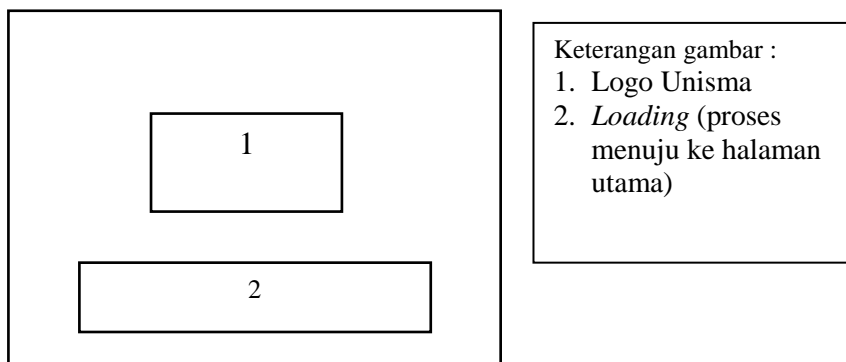 1
2
Keterangan gambar :
1. Logo Unisma
2. Loading (proses
menuju ke halaman
utama)